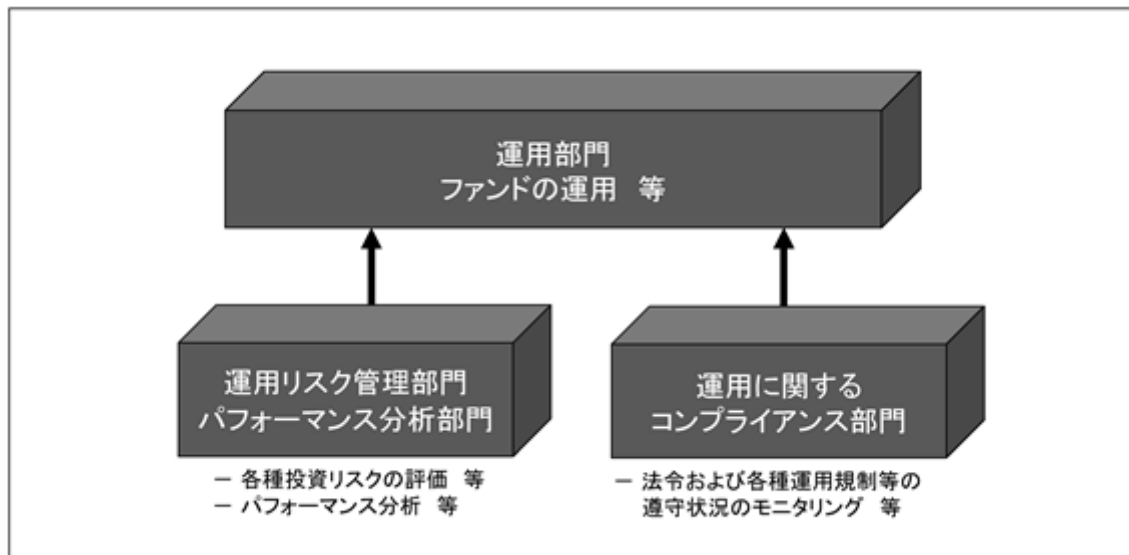 運用部門
ファンドの運用　等
運用リスク管理部門
パフォーマンス分析部門
－ 各種投資リスクの評価　等
－ パフォーマンス分析　等
運用に関する
コンプライアンス部門
－ 法令および各種運用規制等の
遵守状況のモニタリング　等